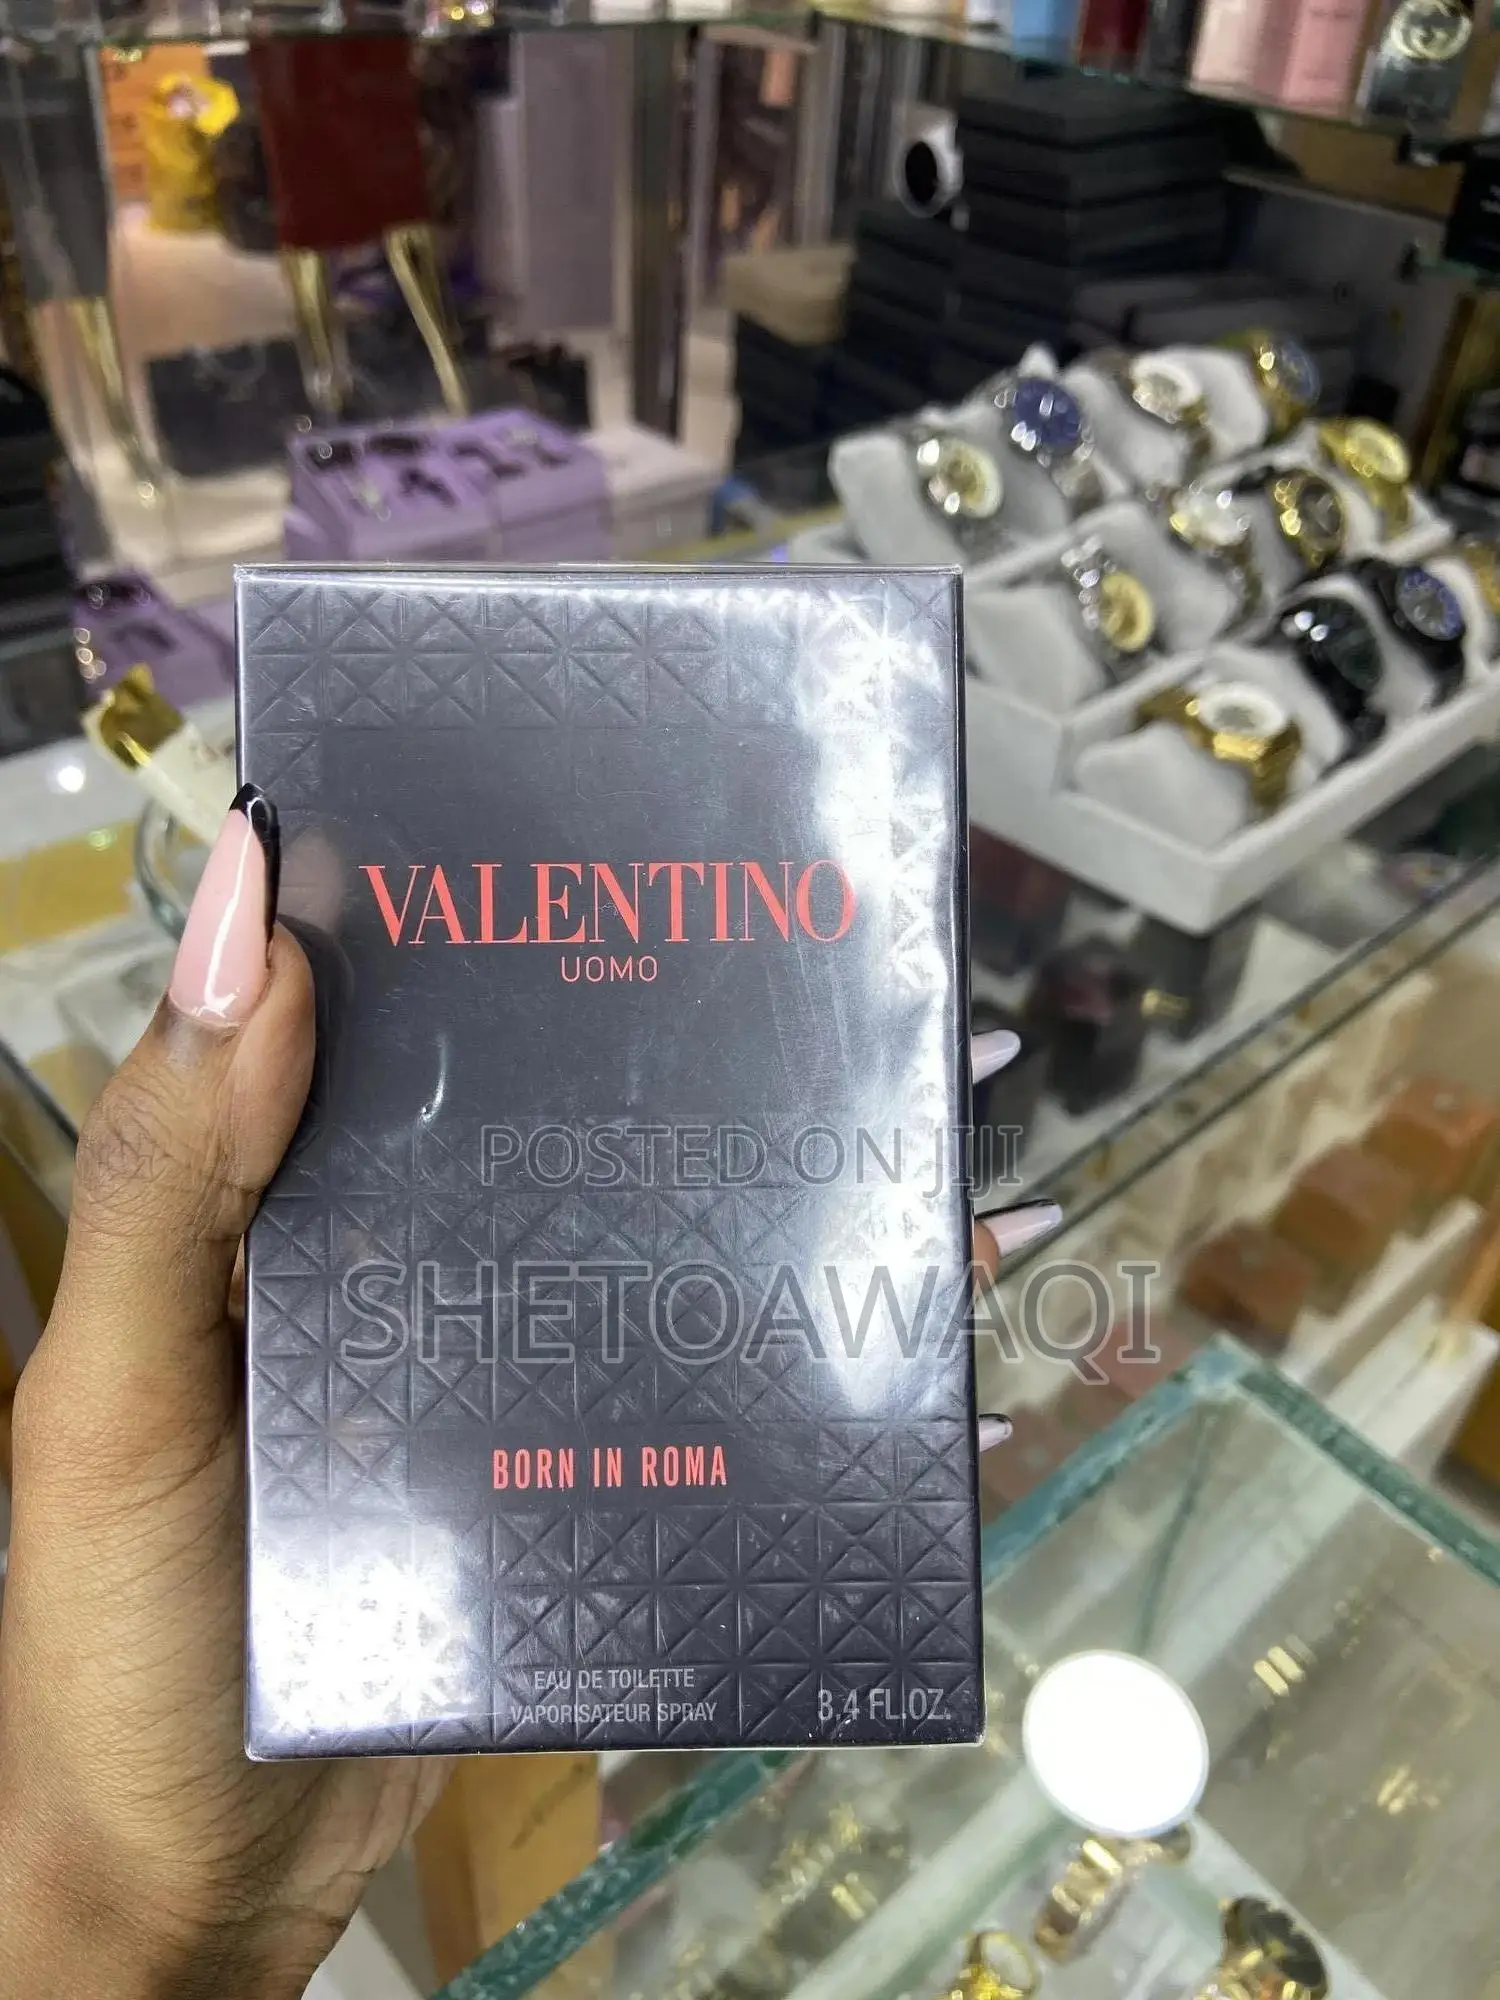 VALENTINO
UOMO
POSTED ON JIJI
SHETOAWAQI
BORN IN ROMA
EAU DE TOILETTE
VAPORISATEUR SPRAY
3.4 FL.OZ.